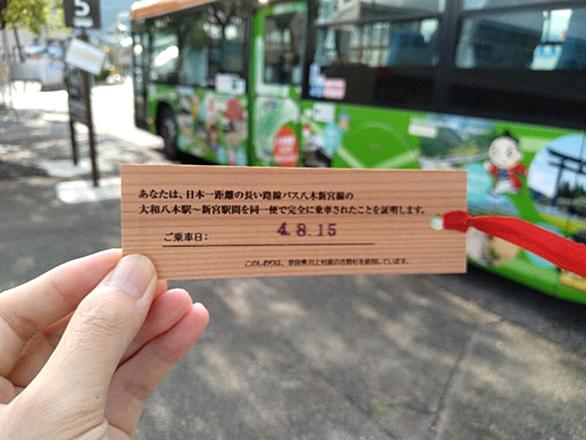 5
あなたは、日本一距離の長い路線バス八木新宮線の
大和八木駅～新宮駅間を同一便で完全に乗車されたことを証明します。
ご乗車日： 4.8.15
このしおりは、奈良県川上村産の吉野杉を使用しています。